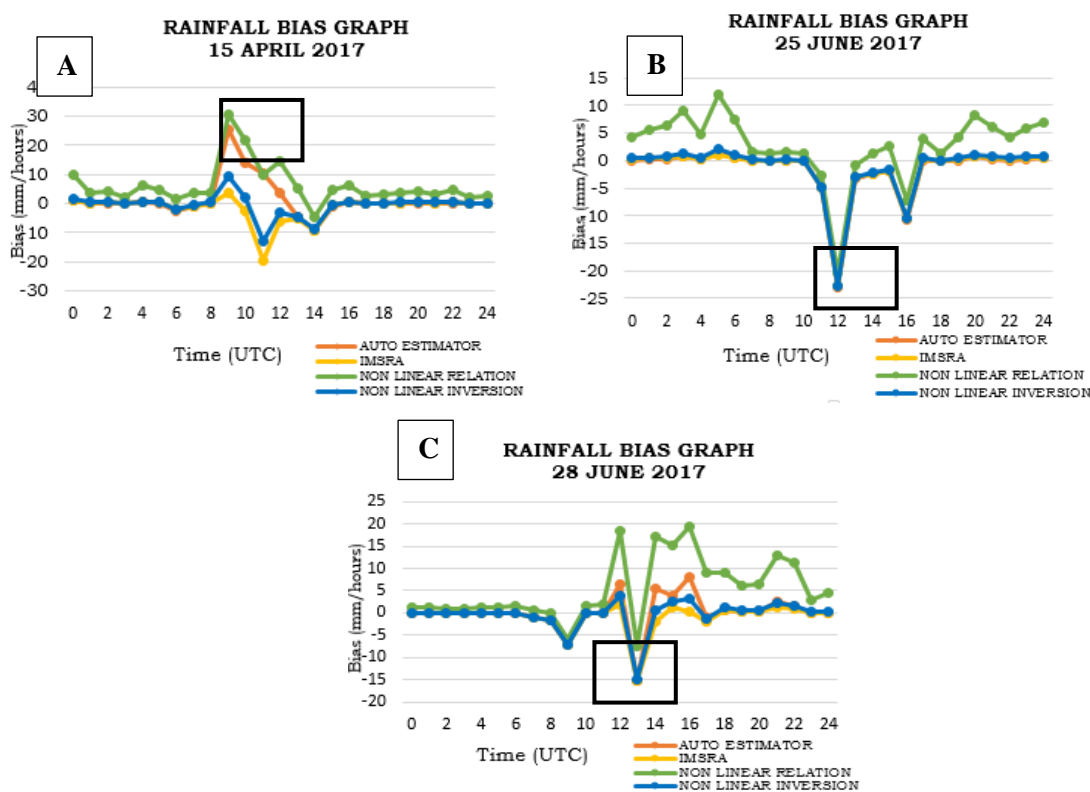 RAINFALL BIAS GRAPH
15 APRIL 2017
A
4
30
20
10
0
-10
-20
-30
Bias (mm/hours)
0 2 4 6 8 10 12 14 16 18 20 22 24
Time (UTC)
AUTO ESTIMATOR
IMSRA
NON LINEAR RELATION
NON LINEAR INVERSION
RAINFALL BIAS GRAPH
25 JUNE 2017
B
15
10
5
0
-5
-10
-15
-20
-25
Bias (mm/hours)
0 2 4 6 8 10 12 14 16 18 20 22 24
Time (UTC)
AUTO ESTIMATOR
IMSRA
NON LINEAR RELATION
NON LINEAR INVERSION
RAINFALL BIAS GRAPH
28 JUNE 2017
C
25
20
15
10
5
0
-5
-10
-15
-20
Bias (mm/hours)
0 2 4 6 8 10 12 14 16 18 20 22 24
Time (UTC)
AUTO ESTIMATOR
IMSRA
NON LINEAR RELATION
NON LINEAR INVERSION